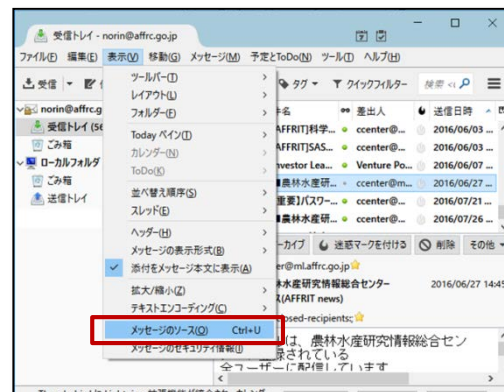 受信トレイ - norin@affrc.go.jp
ファイル(F) 編集(E) 表示(V) 移動(G) メッセージ(M) 予定とToDo(N) ツール(T) ヘルプ(H)
受信
タグ クイックフィルター 検索
norin@affrc.g
受信トレイ (56
ごみ箱
ローカルフォルダ
ごみ箱
送信トレイ
ツールバー(T)
レイアウト(L)
フォルダー(F)
Today ペイン(T)
カレンダー(N)
ToDo(K)
並べ替え順序(S)
スレッド(E)
ヘッダー(H)
メッセージの表示形式(B)
添付をメッセージ本文に表示(A)
拡大/縮小(Z)
テキストエンコーディング(C)
メッセージのソース(O) Ctrl+U
メッセージのセキュリティ情報(I)
件名 差出人 送信日時
AFFRIT]科学... ccenter@... 2016/06/03 ...
AFFRIT]SAS... ccenter@... 2016/06/03 ...
nvestor Lea... Venture Po... 2016/06/07 ...
■農林水産研... ccenter@m... 2016/06/27 ...
重要】パスワー... ccenter@... 2016/07/21 ...
■農林水産研... ccenter@... 2016/07/26 ...
ーカイブ 迷惑マークを付ける 削除 その他
er@ml.affrc.go.jp
林水産研究情報総合センター 2016/06/27 14:45
(AFFRIT news)
osed-recipients;
は、農林水産研究情報総合セン
録されている
全ユーザーに配信しています